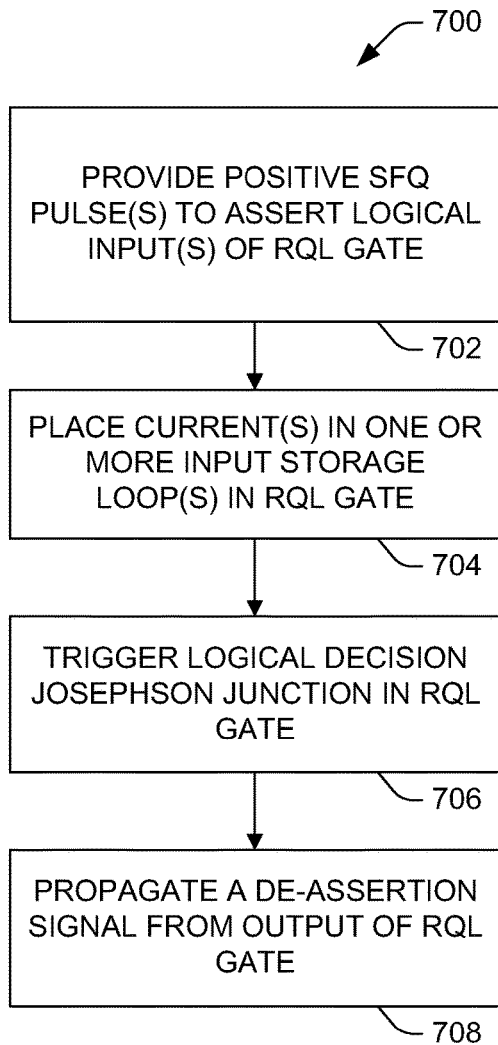 700
PROVIDE POSITIVE SFQ
PULSE(S) TO ASSERT LOGICAL
INPUT(S) OF RQL GATE
702
PLACE CURRENT(S) IN ONE OR
MORE INPUT STORAGE
LOOP(S) IN RQL GATE
704
TRIGGER LOGICAL DECISION
JOSEPHSON JUNCTION IN RQL
GATE
706
PROPAGATE A DE-ASSERTION
SIGNAL FROM OUTPUT OF RQL
GATE
708